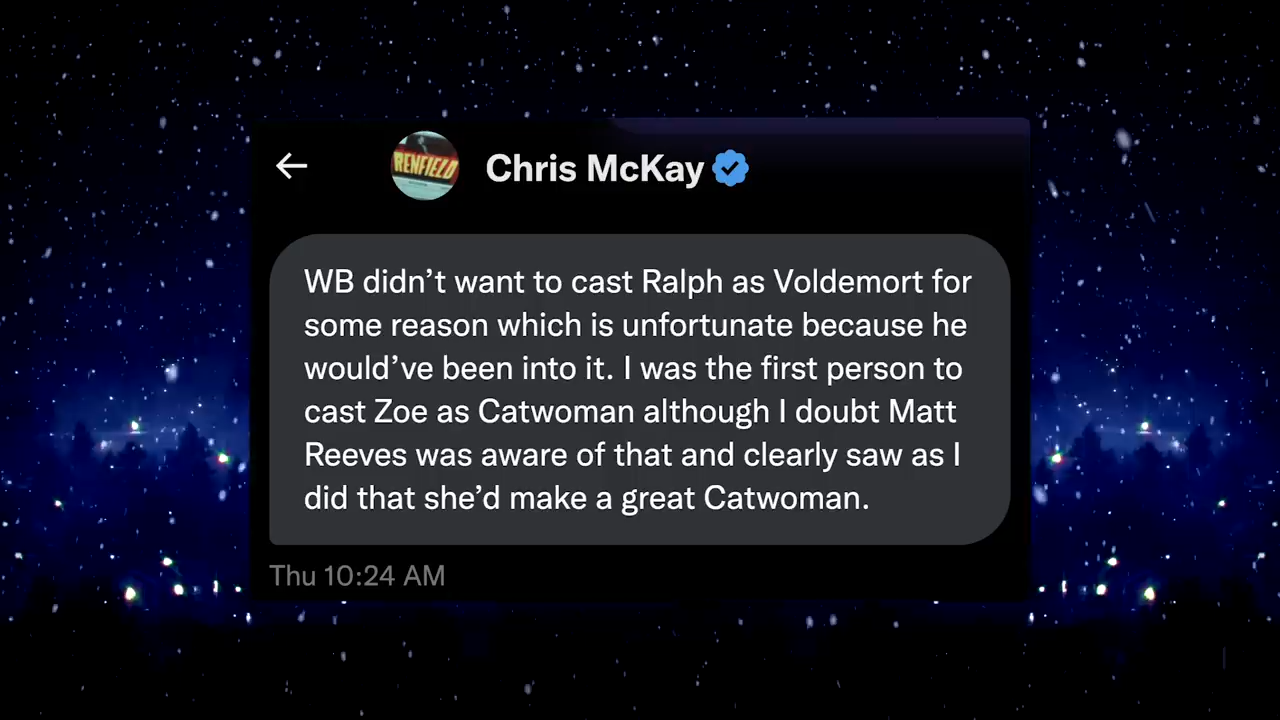 RENFIELD
Chris McKay
WB didn’t want to cast Ralph as Voldemort for
some reason which is unfortunate because he
would’ve been into it. I was the first person to
cast Zoe as Catwoman although I doubt Matt
Reeves was aware of that and clearly saw as I
did that she’d make a great Catwoman.
Thu 10:24 AM